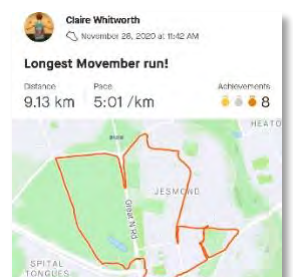 Claire Whitworth
November 28, 2020 at 11:42 AM
Longest Movember run!
Distance
Pace
Achievements
9.13 km
5:01 /km
8
HEATO
JESMOND
Great N Rd
SPITAL
TONGUES